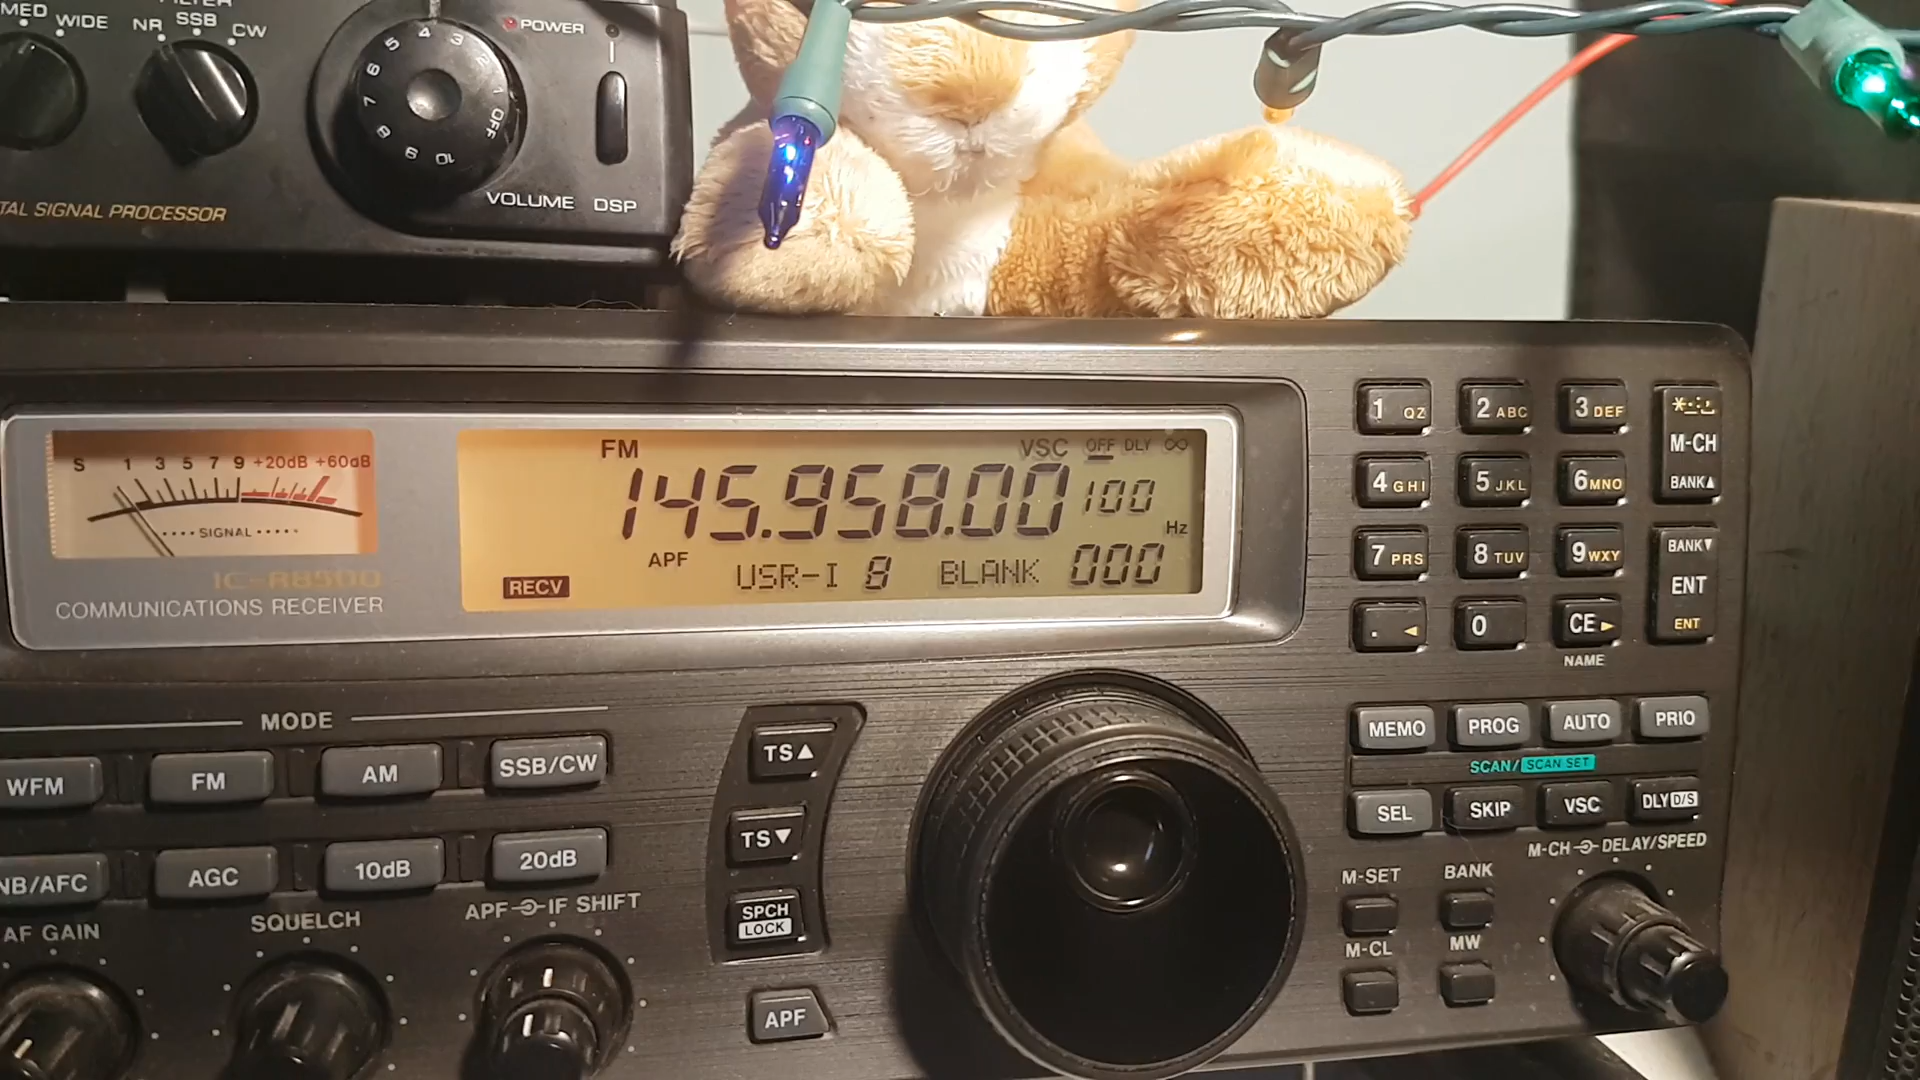 MED WIDE
FILTER
NR SSB CW
5 4 3 2 1 OFF
6 7 8 9 10
POWER
VOLUME DSP
TAL SIGNAL PROCESSOR
S 1 3 5 7 9 +20dB +60dB
SIGNAL
IC-R8500
COMMUNICATIONS RECEIVER
FM VSC OFF DLY ∞
145.958.00 100
Hz
APF USR-I 8 BLANK 000
RECV
1 QZ 2 ABC 3 DEF
M-CH
BANK▲
4 GHI 5 JKL 6 MNO
7 PRS 8 TUV 9 WXY
BANK▼
ENT
ENT
. ◄ 0 CE ►
NAME
MODE
WFM FM AM SSB/CW
NB/AFC AGC 10dB 20dB
AF GAIN SQUELCH APF IF SHIFT
TS▲
TS▼
SPCH
LOCK
APF
MEMO PROG AUTO PRIO
SCAN/SCAN SET
SEL SKIP VSC DLY D/S
M-CH DELAY/SPEED
M-SET BANK
M-CL MW